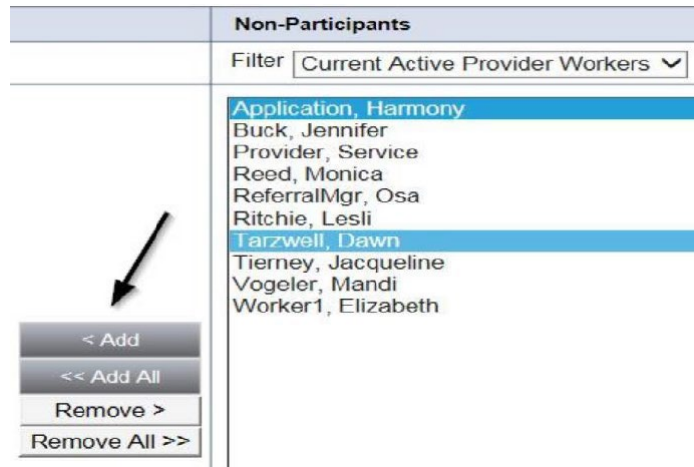 Non-Participants
Filter Current Active Provider Workers
Application, Harmony
Buck, Jennifer
Provider, Service
Reed, Monica
ReferralMgr, Osa
Ritchie, Lesli
Tarzwell, Dawn
Tierney, Jacqueline
Vogeler, Mandi
Worker1, Elizabeth
< Add
<< Add All
Remove >
Remove All >>